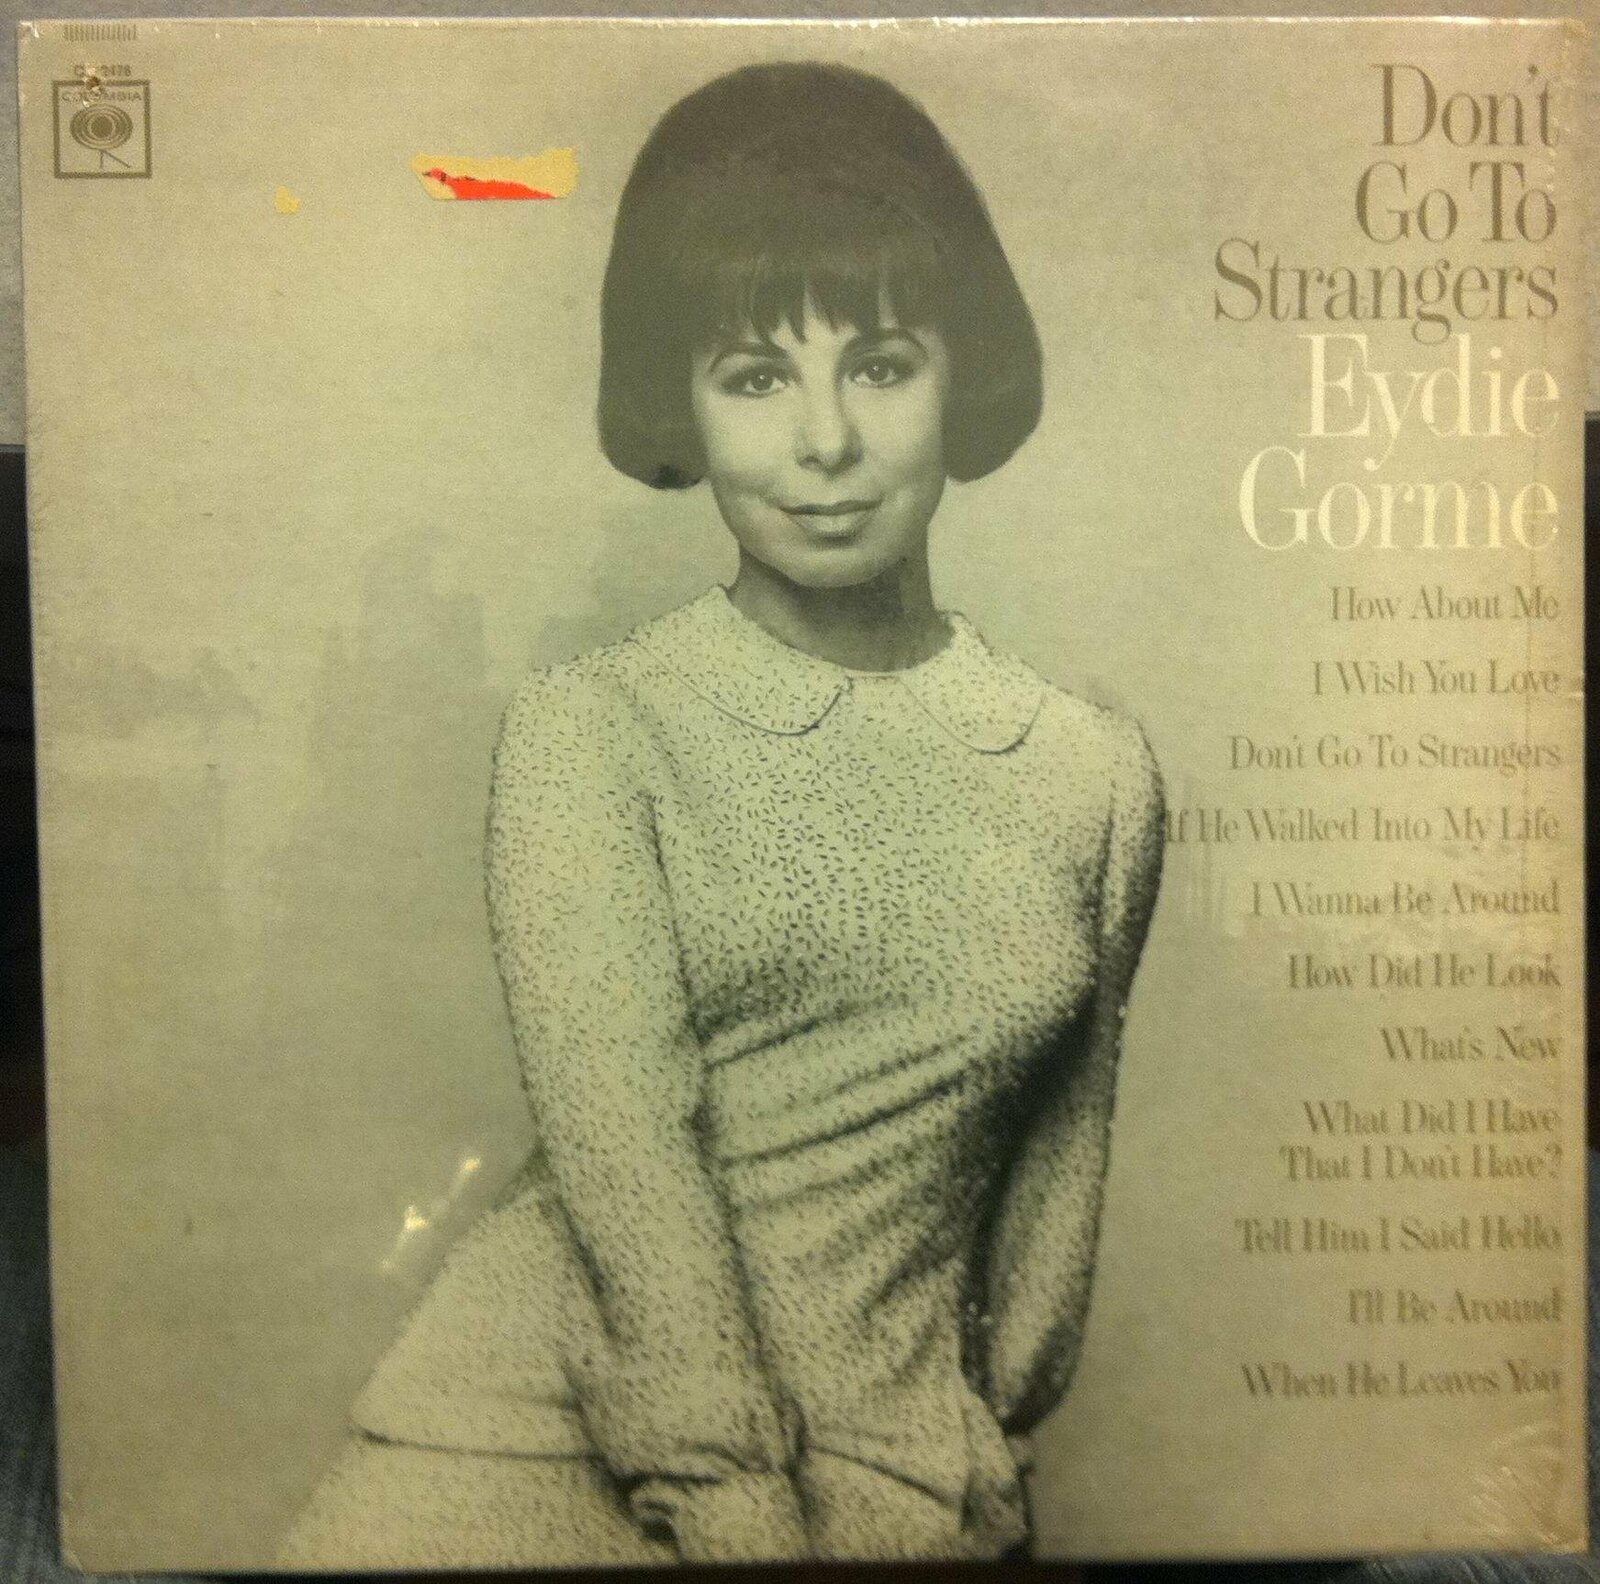 2478
COLUMBIA
Don't
Go To
Strangers
Eydie
Gorme
How About Me
I Wish You Love
Don't Go To Strangers
If He Walked Into My Life
I Wanna Be Around
How Did He Look
What's New
What Did I Have
That I Don't Have?
Tell Him I Said Hello
I'll Be Around
When He Leaves You